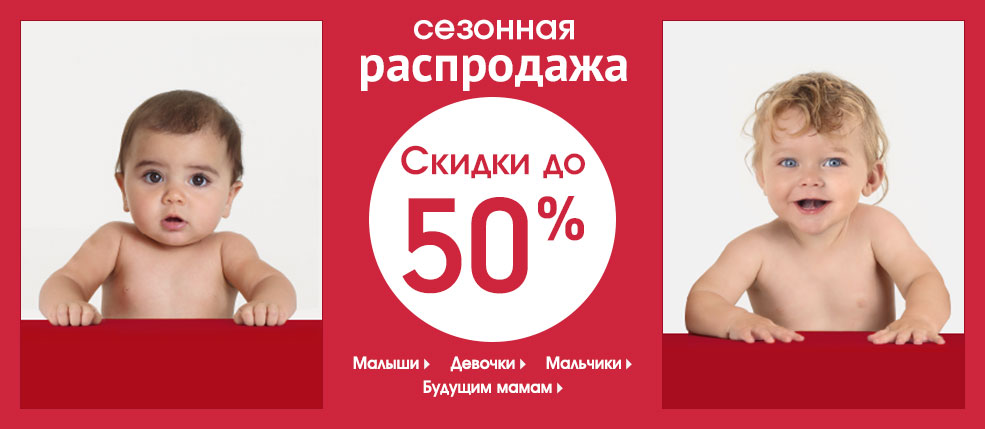 сезонная
распродажа
Скидки до
50%
Малыши Девочки Мальчики
Будущим мамам